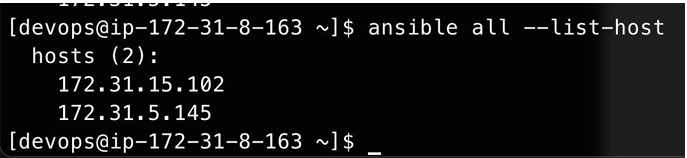 [devops@ip-172-31-8-163 ~]$ ansible all --list-host
hosts (2):
172.31.15.102
172.31.5.145
[devops@ip-172-31-8-163 ~]$